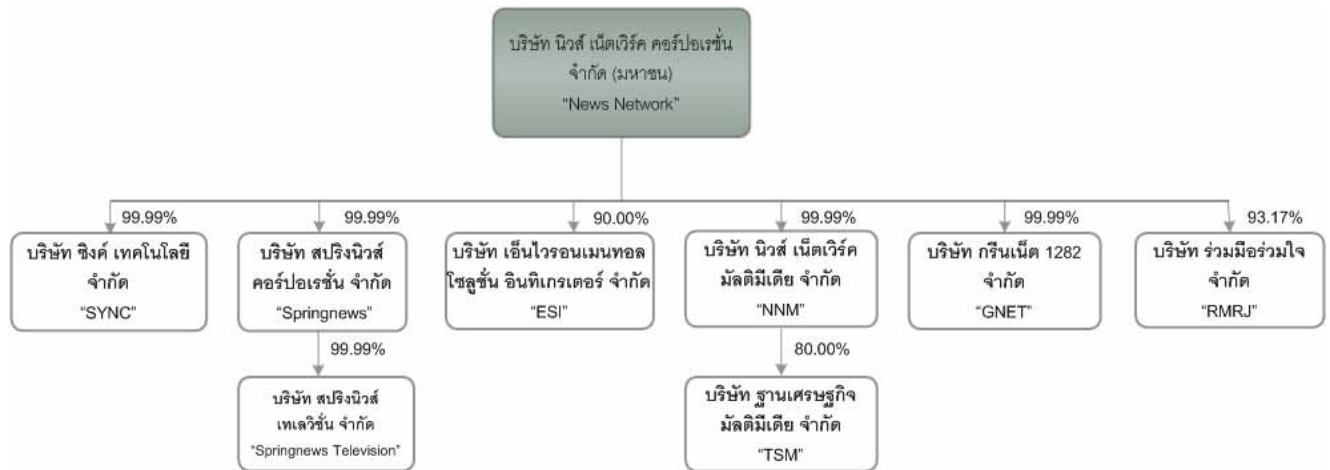 บริษัท นิวส์ เน็ตเวิร์ค คอร์ปอเรชั่น
จำกัด (มหาชน)
“News Network”
99.99%
บริษัท ซิงค์ เทคโนโลยี
จำกัด
“SYNC”
99.99%
บริษัท สปริงนิวส์
คอร์ปอเรชั่น จำกัด
“Springnews”
90.00%
บริษัท เอ็นไวรอนเมนทอล
โซลูชั่น อินทิเกรเตอร์ จำกัด
“ESI”
99.99%
บริษัท นิวส์ เน็ตเวิร์ค
มัลติมีเดีย จำกัด
“NNM”
99.99%
บริษัท กรีนเน็ต 1282
จำกัด
“GNET”
93.17%
บริษัท ร่วมมือร่วมใจ
จำกัด
“RMRJ”
99.99%
บริษัท สปริงนิวส์
เทเลวิชั่น จำกัด
“Springnews Television”
80.00%
บริษัท ฐานเศรษฐกิจ
มัลติมีเดีย จำกัด
“TSM”